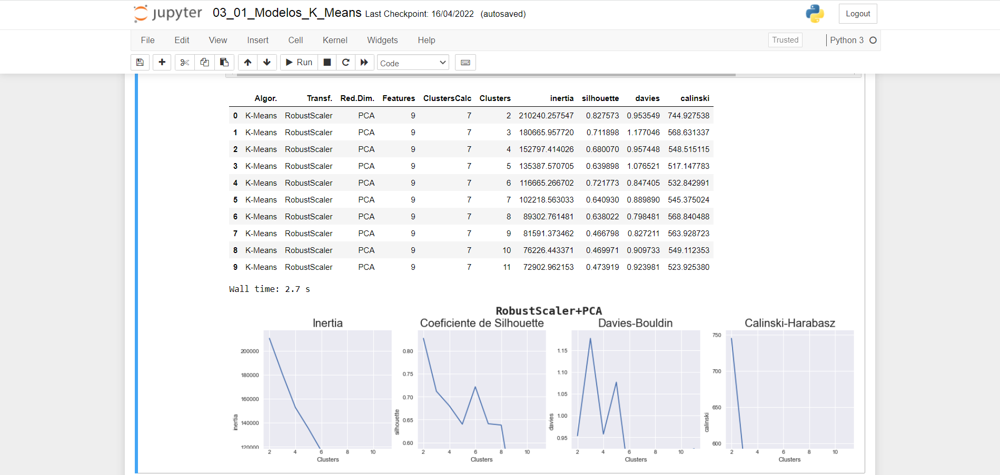 jupyter 03_01_Modelos_K_Means Last Checkpoint: 16/04/2022 (autosaved) Logout
File Edit View Insert Cell Kernel Widgets Help Trusted Python 3
Run Code
Algor. Transf. Red.Dim. Features ClustersCalc Clusters inertia silhouette davies calinski
0 K-Means RobustScaler PCA 9 7 2 210240.257547 0.827573 0.953549 744.927538
1 K-Means RobustScaler PCA 9 7 3 180665.957720 0.711898 1.177046 568.631337
2 K-Means RobustScaler PCA 9 7 4 152797.414026 0.680070 0.957448 548.515115
3 K-Means RobustScaler PCA 9 7 5 135387.570705 0.639898 1.076521 517.147783
4 K-Means RobustScaler PCA 9 7 6 116665.266702 0.721773 0.847405 532.842991
5 K-Means RobustScaler PCA 9 7 7 102218.563033 0.640930 0.889890 545.375024
6 K-Means RobustScaler PCA 9 7 8 89302.761481 0.638022 0.798481 568.840488
7 K-Means RobustScaler PCA 9 7 9 81591.373462 0.466798 0.827211 563.928723
8 K-Means RobustScaler PCA 9 7 10 76226.443371 0.469971 0.909733 549.112353
9 K-Means RobustScaler PCA 9 7 11 72902.962153 0.473919 0.923981 523.925380
Wall time: 2.7 s
RobustScaler+PCA
Inertia
200000
180000
160000
140000
120000
inertia
2 4 6 8 10
Clusters
Coeficiente de Silhouette
0.80
0.75
0.70
0.65
0.60
silhouette
2 4 6 8 10
Clusters
Davies-Bouldin
1.15
1.10
1.05
1.00
0.95
davies
2 4 6 8 10
Clusters
Calinski-Harabasz
750
700
650
600
calinski
2 4 6 8 10
Clusters